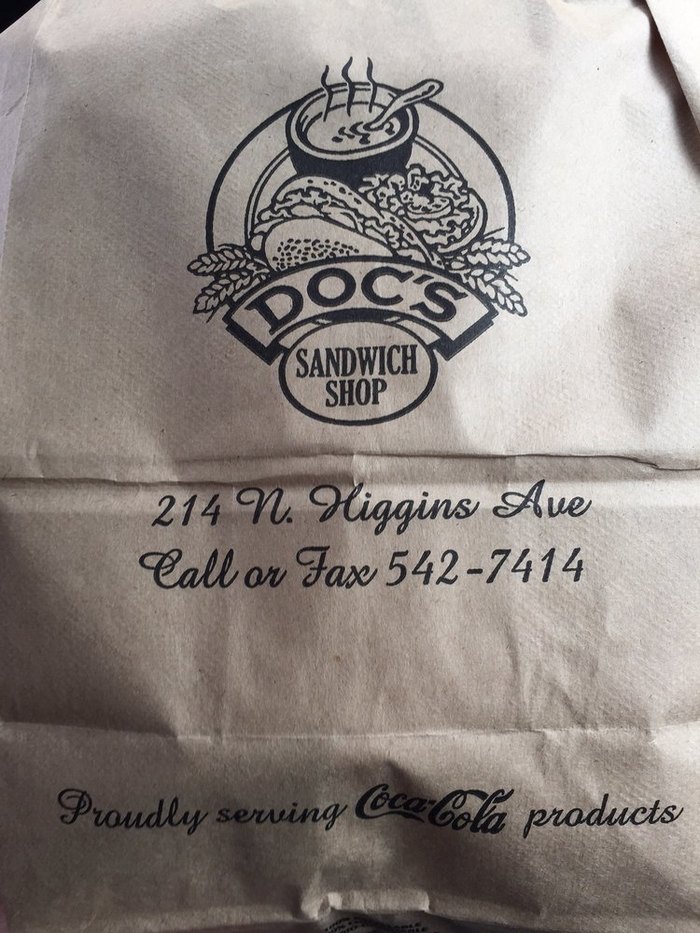 DOC'S
SANDWICH
SHOP
214 N. Higgins Ave
Call or Fax 542-7414
Proudly serving Coca-Cola products